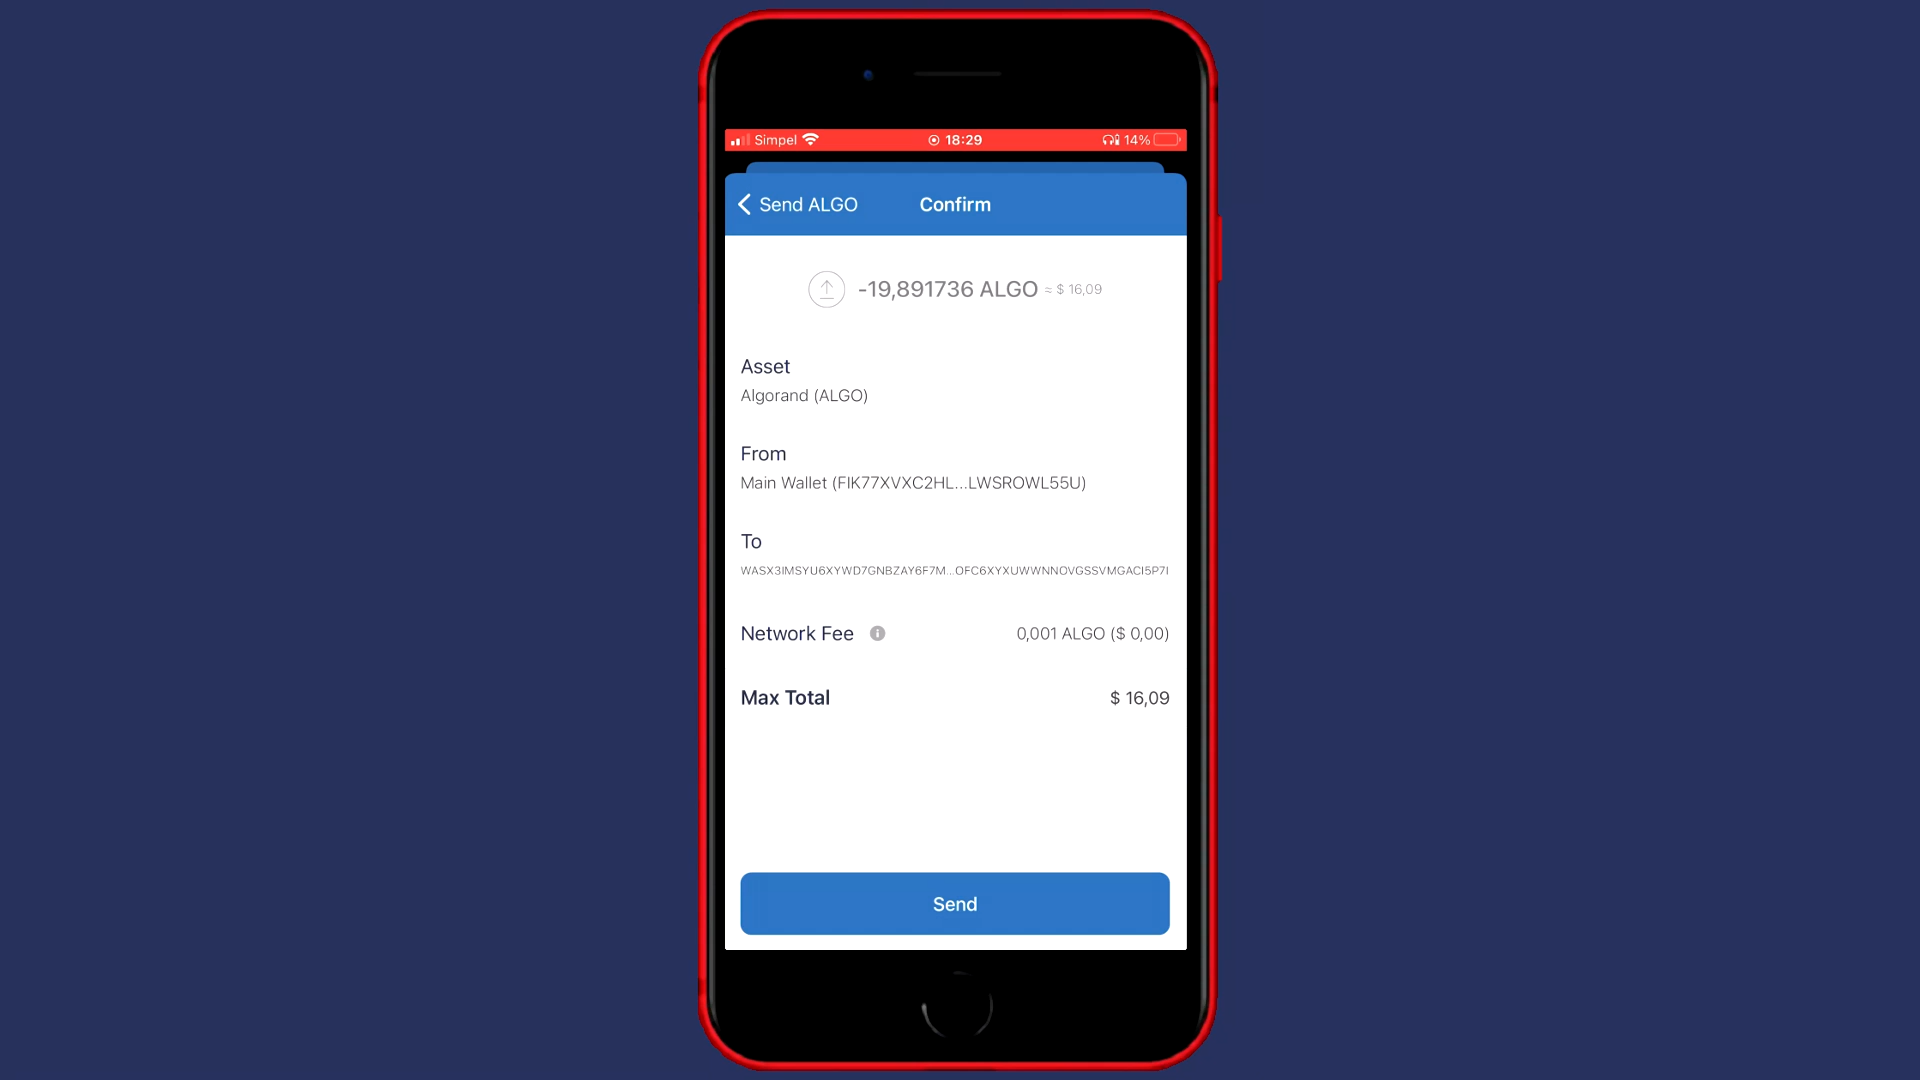 Simpel 18:29 14%
Send ALGO Confirm
-19,891736 ALGO ≈ $ 16,09
Asset
Algorand (ALGO)
From
Main Wallet (FIK77XVXC2HL...LWSROWL55U)
To
WASX3IMSYU6XYWD7GNBZAY6F7M...OFC6XYXUWWNNOVGSSVMGACI5P7I
Network Fee 0,001 ALGO ($ 0,00)
Max Total $ 16,09
Send